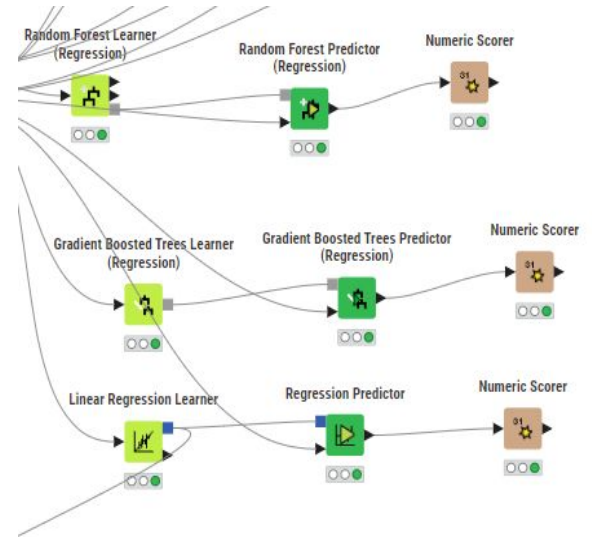 Random Forest Learner
(Regression)
Random Forest Predictor
(Regression)
Numeric Scorer
Gradient Boosted Trees Learner
(Regression)
Gradient Boosted Trees Predictor
(Regression)
Numeric Scorer
Linear Regression Learner
Regression Predictor
Numeric Scorer